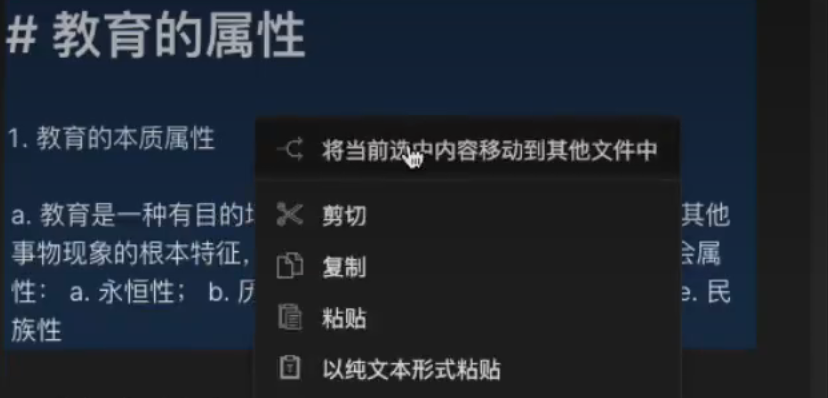 # 教育的属性
1. 教育的本质属性
将当前选中内容移动到其他文件中
a. 教育是一种有目的
其他
剪切
事物现象的根本特征，
会属
复制
性： a. 永恒性； b. 历
e. 民
粘贴
族性
以纯文本形式粘贴